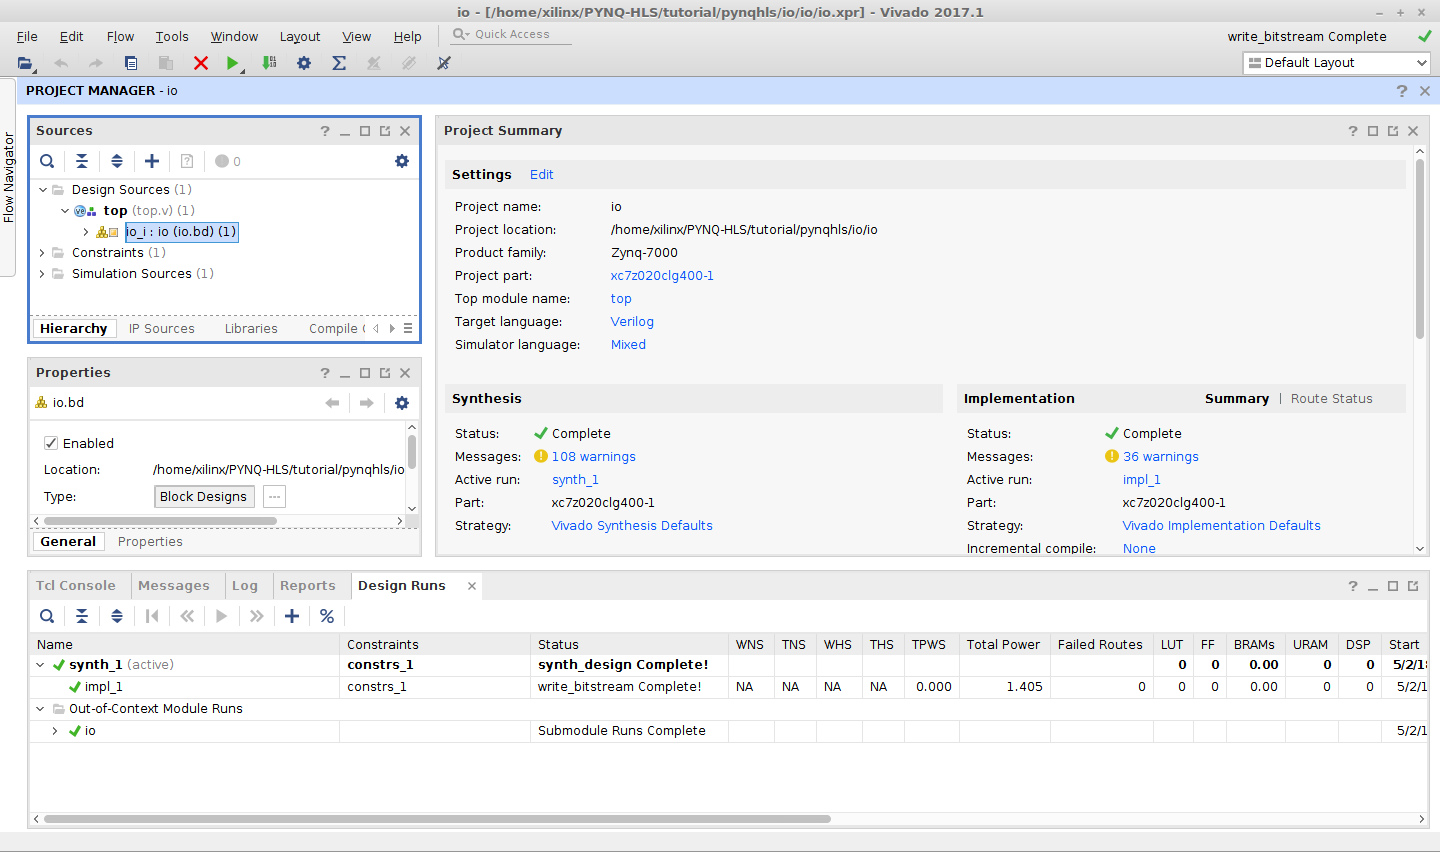 io - [/home/xilinx/PYNQ-HLS/tutorial/pynqhls/io/io/io.xpr] - Vivado 2017.1
File Edit Flow Tools Window Layout View Help Quick Access
write_bitstream Complete
Default Layout
PROJECT MANAGER - io
Flow Navigator
Sources
0
Design Sources (1)
top (top.v) (1)
io_i : io (io.bd) (1)
Constraints (1)
Simulation Sources (1)
Hierarchy IP Sources Libraries Compile
Properties
io.bd
Enabled
Location: /home/xilinx/PYNQ-HLS/tutorial/pynqhls/io
Type: Block Designs ...
General Properties
Project Summary
Settings Edit
Project name: io
Project location: /home/xilinx/PYNQ-HLS/tutorial/pynqhls/io/io
Product family: Zynq-7000
Project part: xc7z020clg400-1
Top module name: top
Target language: Verilog
Simulator language: Mixed
Synthesis
Status: Complete
Messages: 108 warnings
Active run: synth_1
Part: xc7z020clg400-1
Strategy: Vivado Synthesis Defaults
Implementation Summary | Route Status
Status: Complete
Messages: 36 warnings
Active run: impl_1
Part: xc7z020clg400-1
Strategy: Vivado Implementation Defaults
Incremental compile: None
Tcl Console Messages Log Reports Design Runs
Name Constraints Status WNS TNS WHS THS TPWS Total Power Failed Routes LUT FF BRAMs URAM DSP Start
synth_1 (active) constrs_1 synth_design Complete! 0 0 0.00 0 0 5/2/18
impl_1 constrs_1 write_bitstream Complete! NA NA NA NA 0.000 1.405 0 0 0 0.00 0 0 5/2/1
Out-of-Context Module Runs
io Submodule Runs Complete 5/2/1